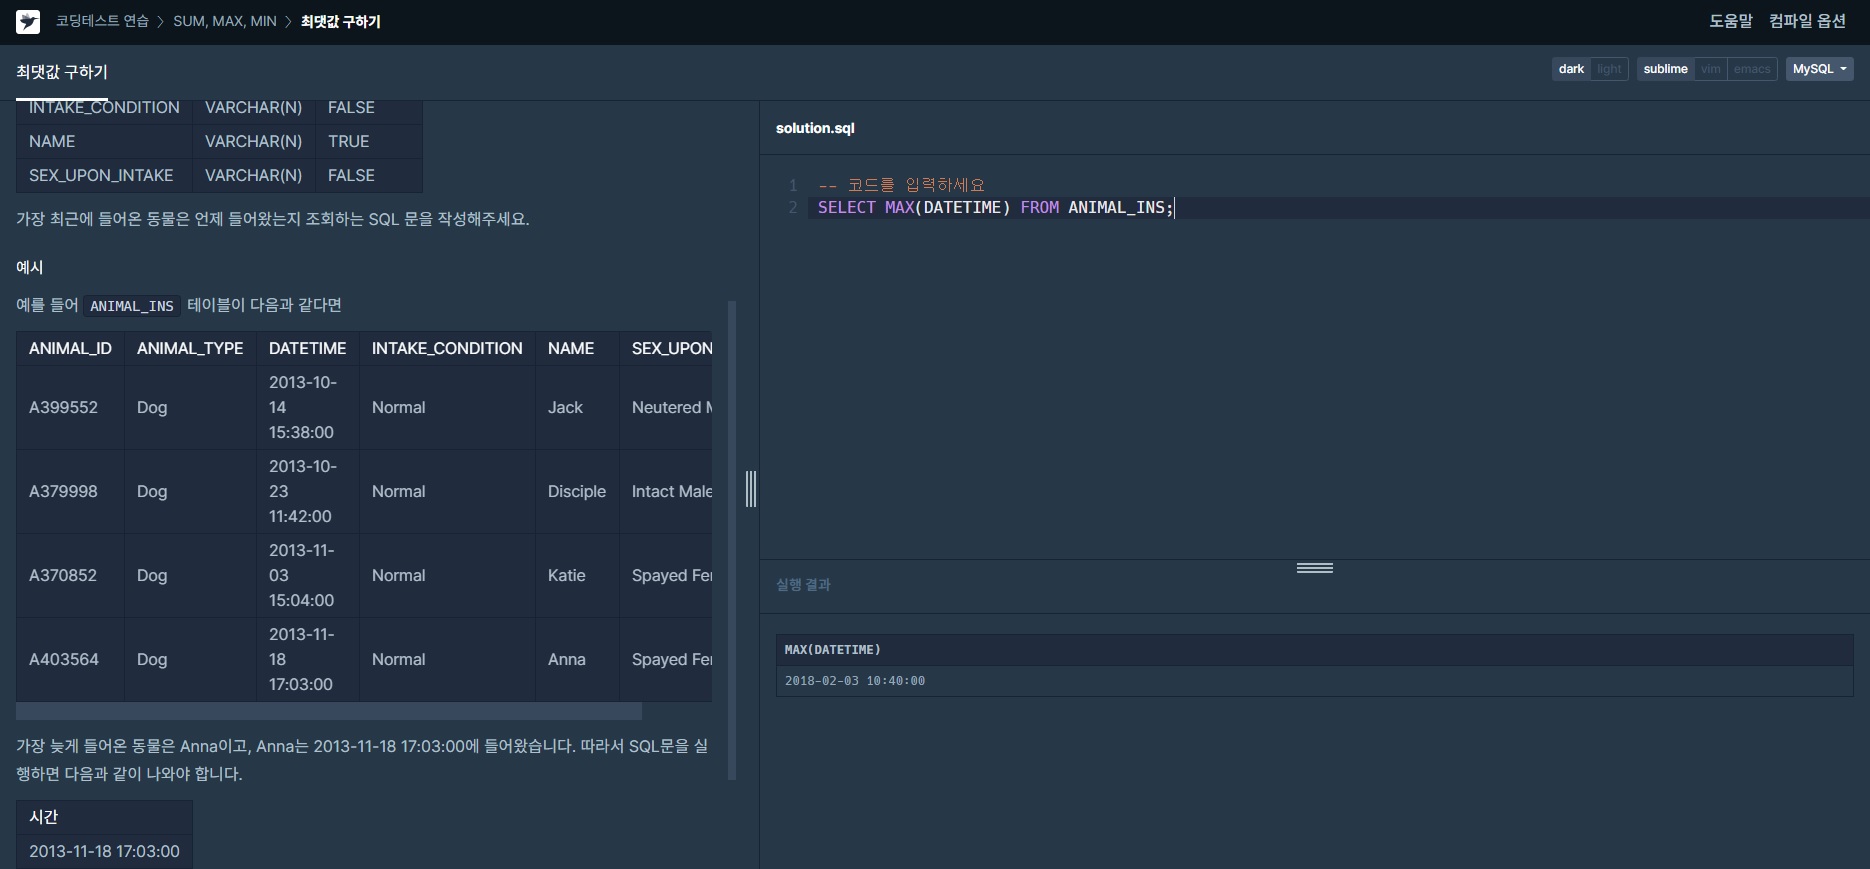 코딩테스트 연습 > SUM, MAX, MIN > 최댓값 구하기
도움말 컴파일 옵션
최댓값 구하기
dark light sublime vim emacs MySQL
INTAKE_CONDITION VARCHAR(N) FALSE
NAME VARCHAR(N) TRUE
SEX_UPON_INTAKE VARCHAR(N) FALSE
가장 최근에 들어온 동물은 언제 들어왔는지 조회하는 SQL 문을 작성해주세요.
예시
예를 들어 ANIMAL_INS 테이블이 다음과 같다면
ANIMAL_ID ANIMAL_TYPE DATETIME INTAKE_CONDITION NAME SEX_UPON
2013-10-
A399552 Dog 14 Normal Jack Neutered M
15:38:00
2013-10-
A379998 Dog 23 Normal Disciple Intact Male
11:42:00
2013-11-
A370852 Dog 03 Normal Katie Spayed Fe
15:04:00
2013-11-
A403564 Dog 18 Normal Anna Spayed Fe
17:03:00
가장 늦게 들어온 동물은 Anna이고, Anna는 2013-11-18 17:03:00에 들어왔습니다. 따라서 SQL문을 실
행하면 다음과 같이 나와야 합니다.
시간
2013-11-18 17:03:00
solution.sql
1 -- 코드를 입력하세요
2 SELECT MAX(DATETIME) FROM ANIMAL_INS;
실행 결과
MAX(DATETIME)
2018-02-03 10:40:00